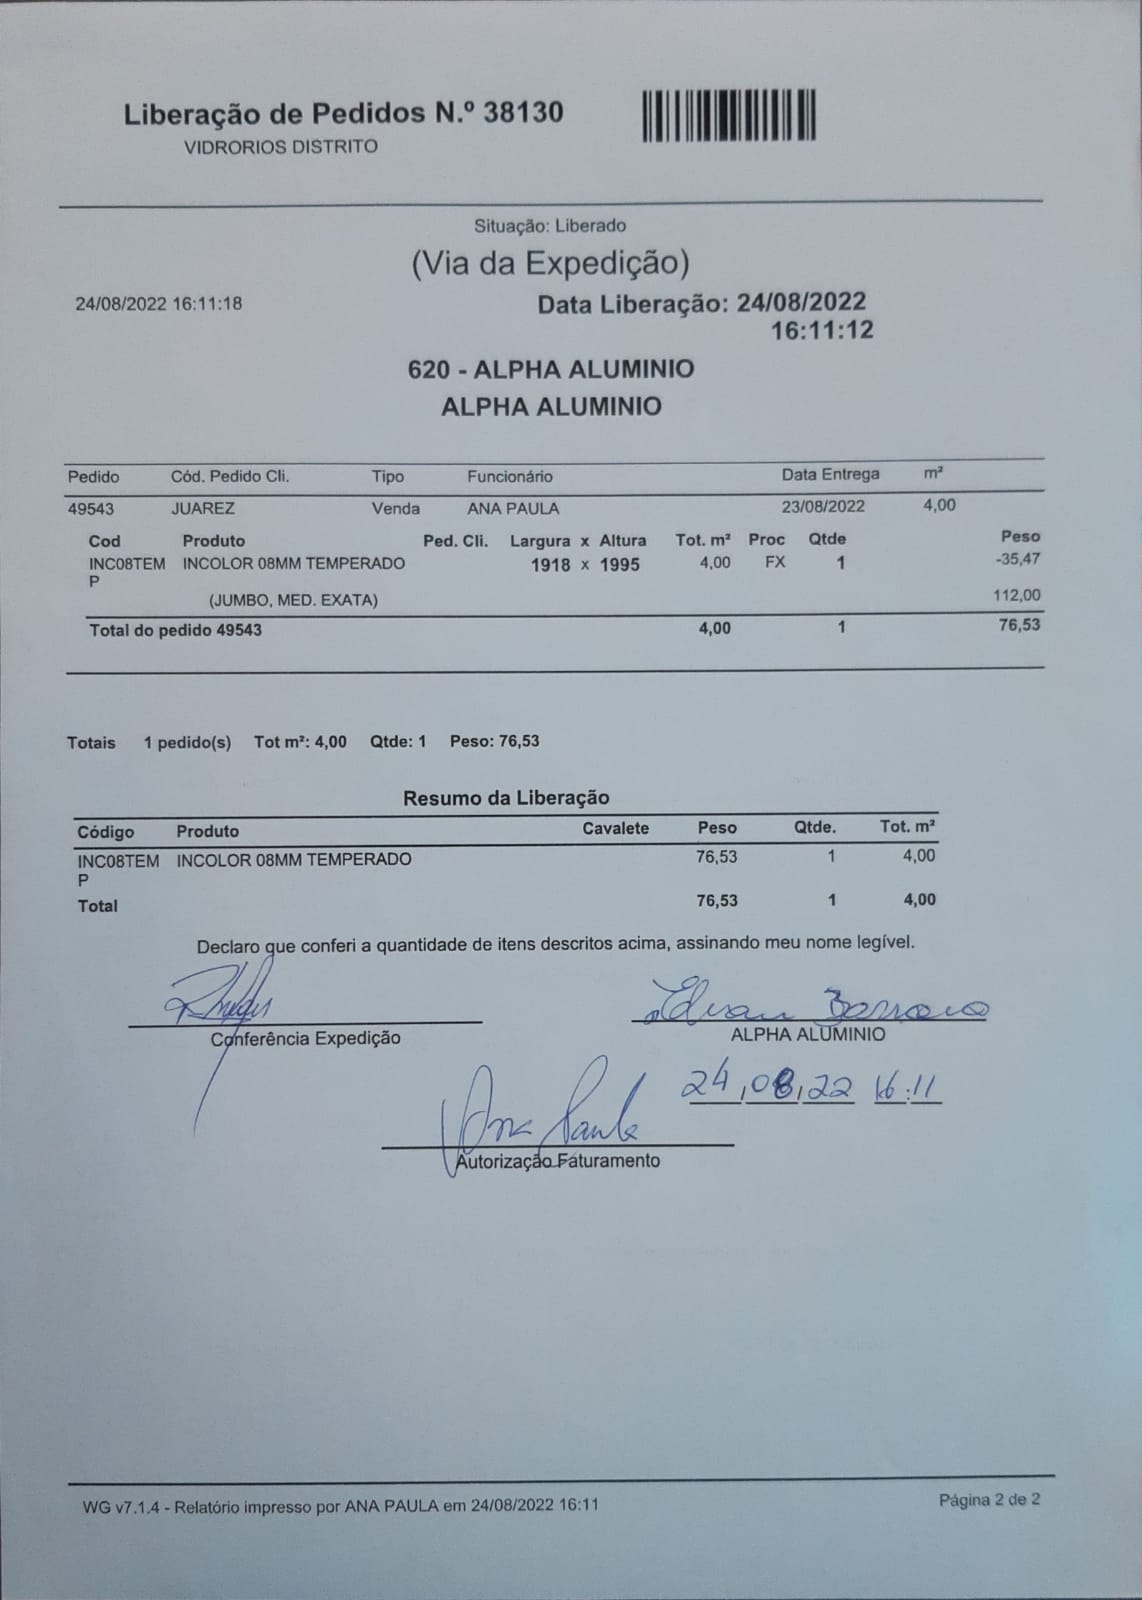 Liberação de Pedidos N.º 38130
VIDRORIOS DISTRITO
Situação: Liberado
(Via da Expedição)
24/08/2022 16:11:18
Data Liberação: 24/08/2022
16:11:12
620 - ALPHA ALUMINIO
ALPHA ALUMINIO
Pedido Cód. Pedido Cli. Tipo Funcionário Data Entrega m²
49543 JUAREZ Venda ANA PAULA 23/08/2022 4,00
Cod Produto Ped. Cli. Largura x Altura Tot. m² Proc Qtde Peso
INC08TEM INCOLOR 08MM TEMPERADO 1918 x 1995 4,00 FX 1 -35,47
P
(JUMBO, MED. EXATA) 112,00
Total do pedido 49543 4,00 1 76,53
Totais 1 pedido(s) Tot m²: 4,00 Qtde: 1 Peso: 76,53
Resumo da Liberação
Código Produto Cavalete Peso Qtde. Tot. m²
INC08TEM INCOLOR 08MM TEMPERADO 76,53 1 4,00
P
Total 76,53 1 4,00
Declaro que conferi a quantidade de itens descritos acima, assinando meu nome legível.
Conferência Expedição
ALPHA ALUMINIO
24,08,22 16:11
Ana Paula
Autorização Faturamento
WG v7.1.4 - Relatório impresso por ANA PAULA em 24/08/2022 16:11
Página 2 de 2